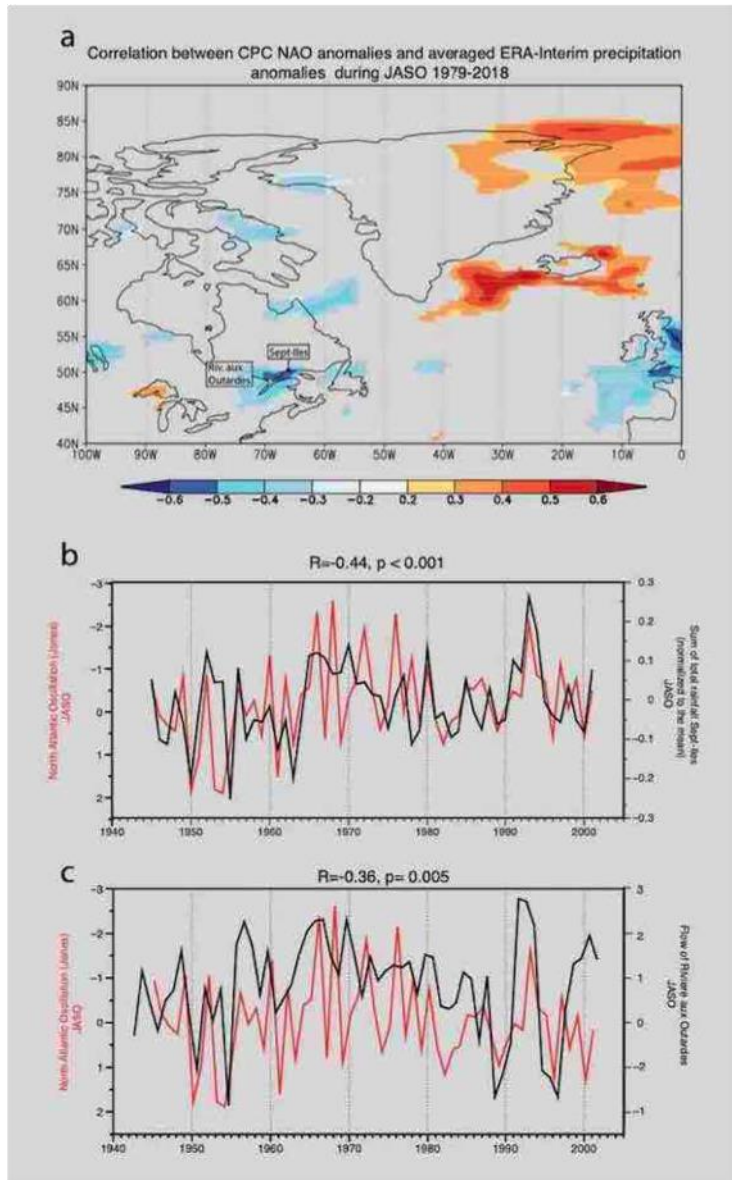 a
Correlation between CPC NAO anomalies and averaged ERA-Interim precipitation
anomalies during JASO 1979-2018
90N
85N
80N
75N
70N
65N
60N
55N
50N
45N
40N
Sept-Iles
Riv. aux
Outardes
100W 90W 80W 70W 60W 50W 40W 30W 20W 10W 0
-0.6 -0.5 -0.4 -0.3 -0.2 0.2 0.3 0.4 0.5 0.6
b
R=-0.44, p < 0.001
North Atlantic Oscillation (Jones)
JASO
-3
-2
-1
0
1
2
0.3
0.2
0.1
0
-0.1
-0.2
-0.3
Sum of total rainfall Sept-Iles
(normalized to the mean)
JASO
1940 1950 1960 1970 1980 1990 2000
c
R=-0.36, p= 0.005
North Atlantic Oscillation (Jones)
JASO
-3
-2
-1
0
1
2
3
2
1
0
-2
-1
Flow of Riviere aux Outardes
JASO
1940 1950 1960 1970 1980 1990 2000